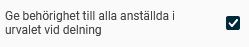 Ge behörighet till alla anställda i
urvalet vid delning